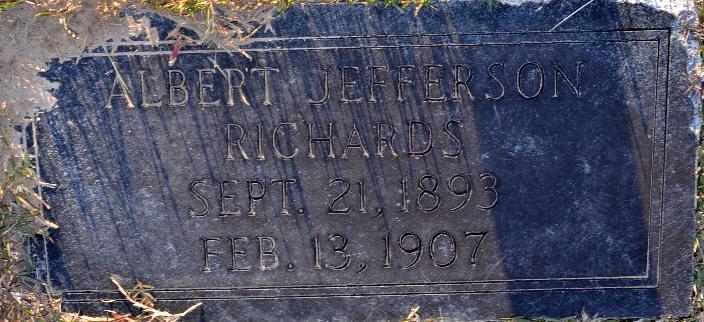 ALBERT JEFFERSON
RICHARDS
SEPT. 21, 1893
FEB. 13, 1907